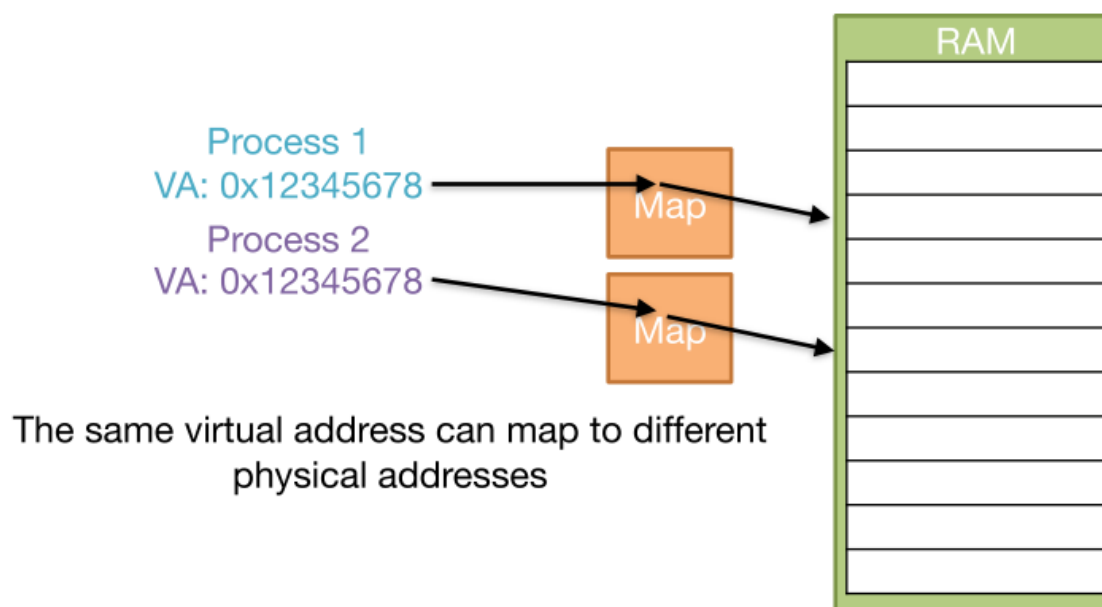 RAM
Process 1
VA: 0x12345678
Map
Process 2
VA: 0x12345678
Map
The same virtual address can map to different
physical addresses